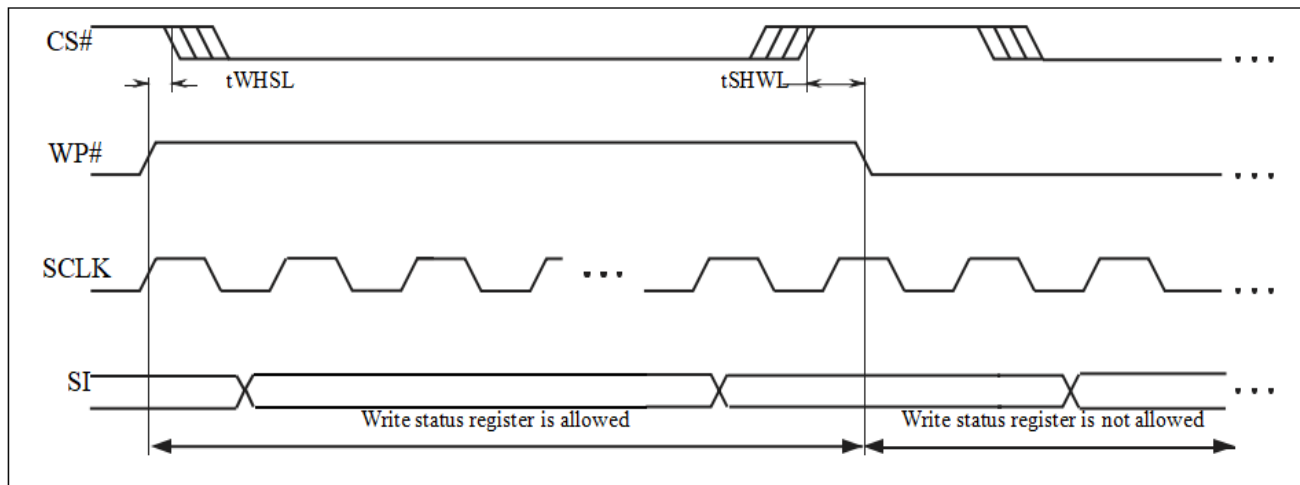 CS#
tWHSL
tSHWL
WP#
SCLK
SI
Write status register is allowed
Write status register is not allowed